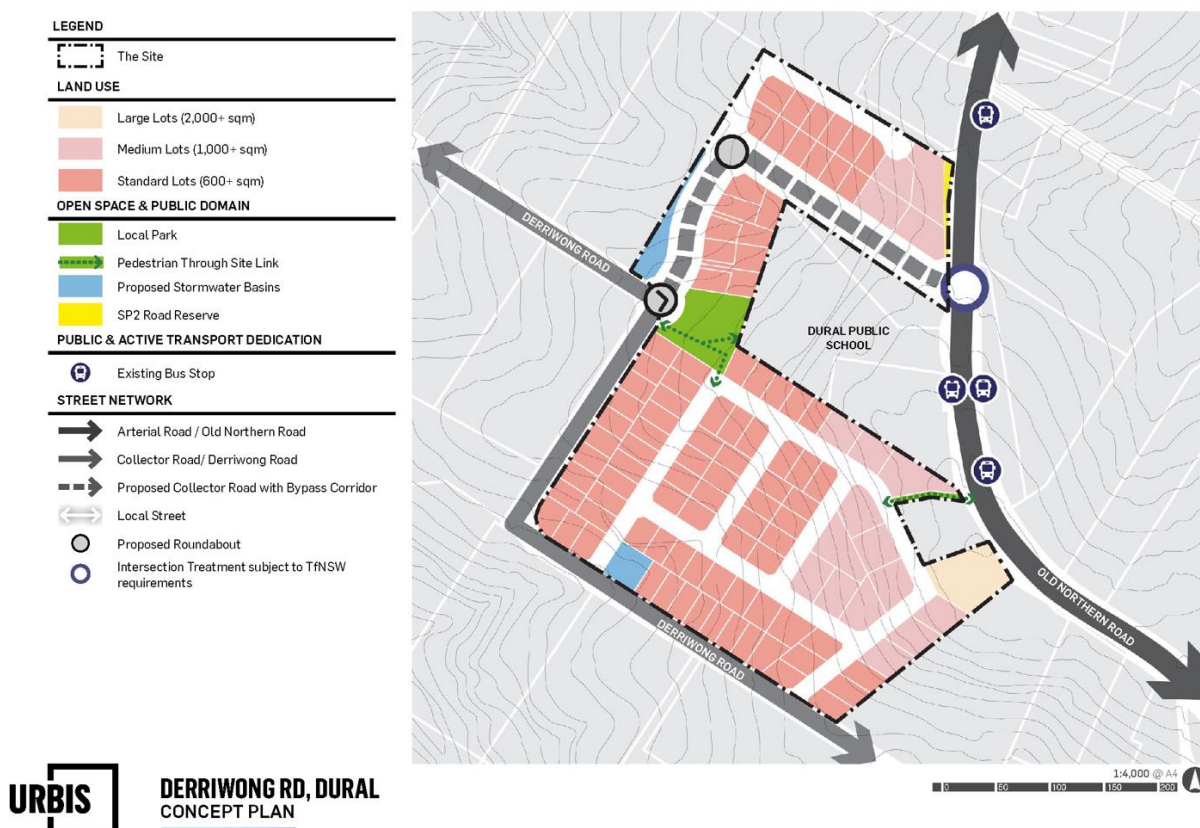 LEGEND
The Site
LAND USE
Large Lots (2,000+ sqm)
Medium Lots (1,000+ sqm)
Standard Lots (600+ sqm)
OPEN SPACE & PUBLIC DOMAIN
Local Park
Pedestrian Through Site Link
Proposed Stormwater Basins
SP2 Road Reserve
PUBLIC & ACTIVE TRANSPORT DEDICATION
Existing Bus Stop
STREET NETWORK
Arterial Road / Old Northern Road
Collector Road/ Derriwong Road
Proposed Collector Road with Bypass Corridor
Local Street
Proposed Roundabout
Intersection Treatment subject to TfNSW
requirements
DERRIWONG ROAD
DURAL PUBLIC
SCHOOL
OLD NORTHERN ROAD
DERRIWONG ROAD
URBIS
DERRIWONG RD, DURAL
CONCEPT PLAN
1:4,000 @ A4
0 50 100 150 200